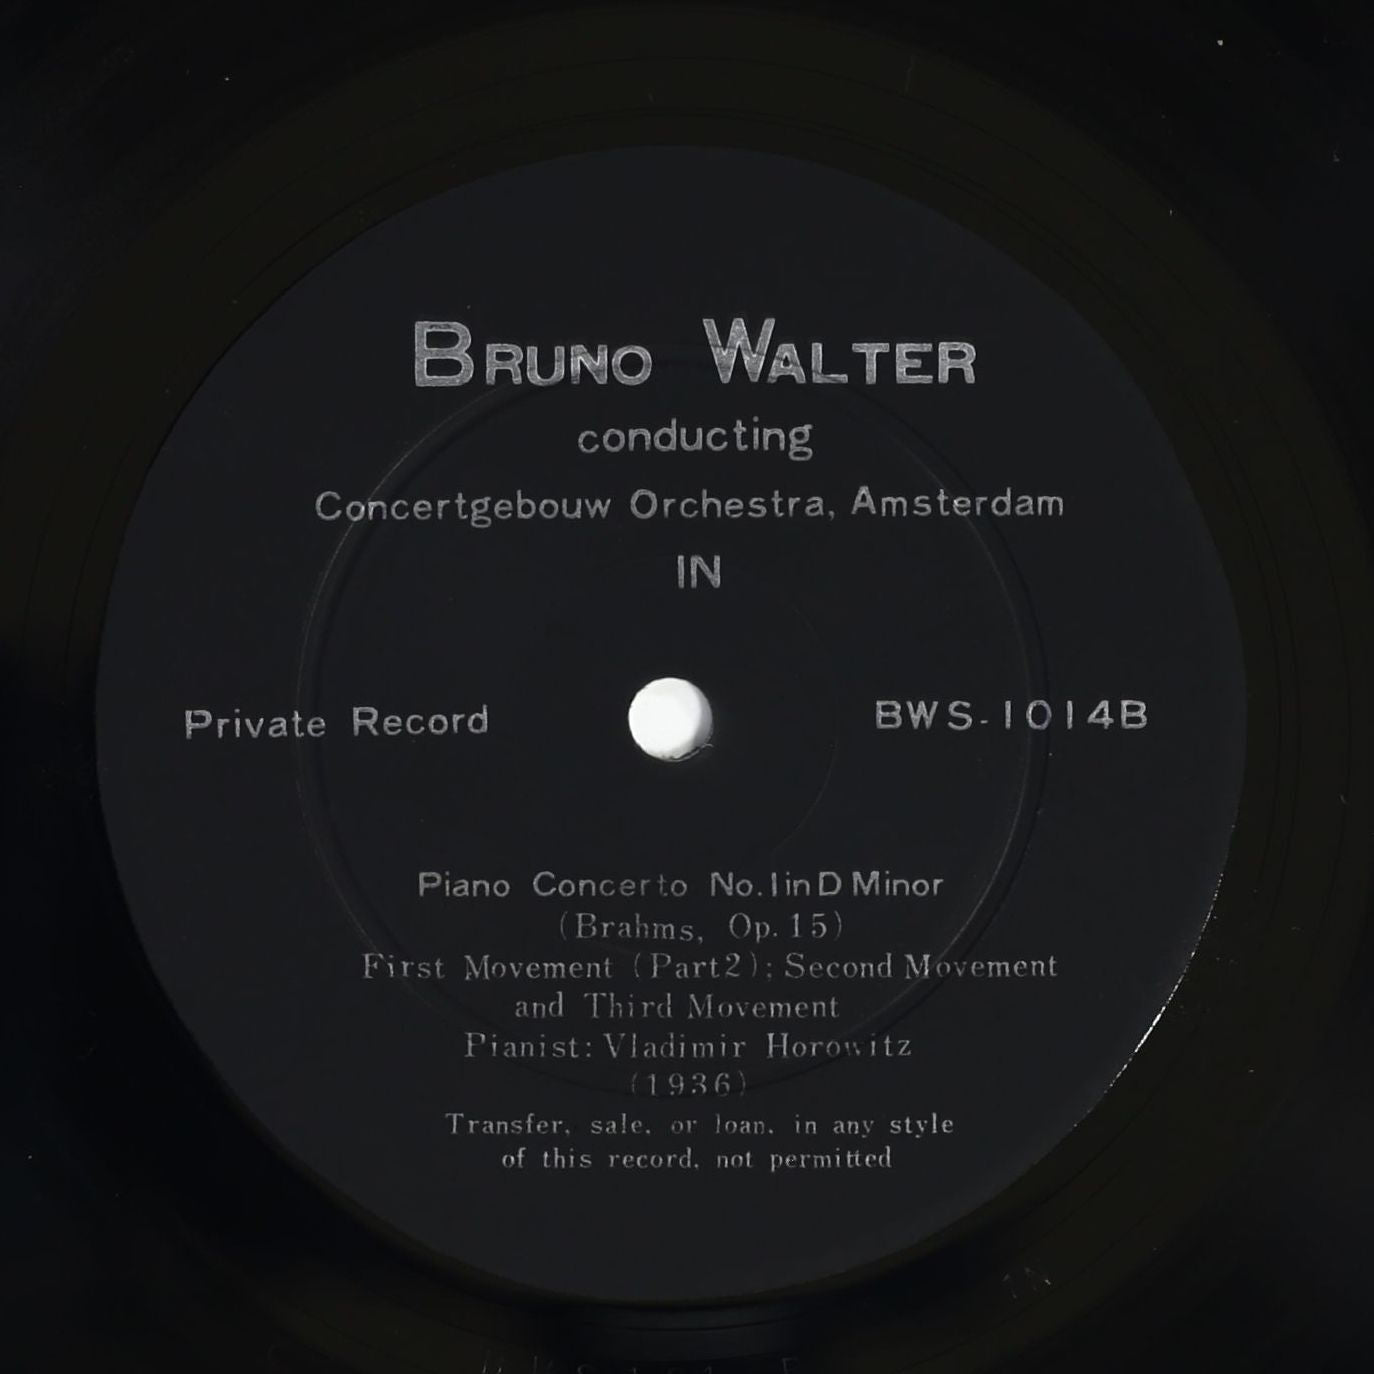 BRUNO WALTER
conducting
Concertgebouw Orchestra, Amsterdam
IN
Private Record BWS-1014B
Piano Concerto No.1 in D Minor
(Brahms, Op. 15)
First Movement (Part2); Second Movement
and Third Movement
Pianist: Vladimir Horowitz
(1936)
Transfer, sale, or loan, in any style
of this record, not permitted